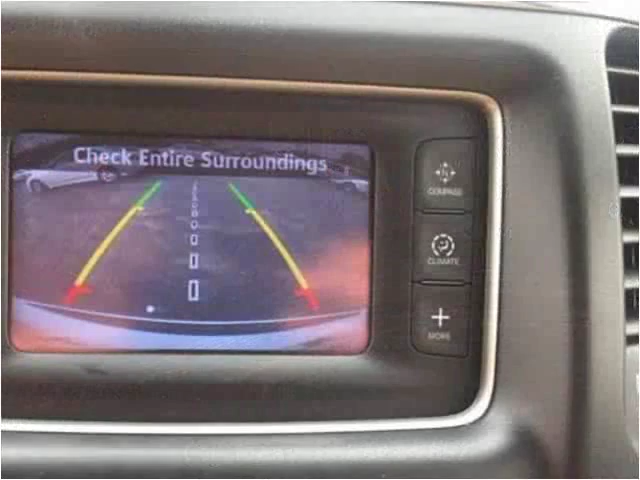 Check Entire Surroundings
N
COMPASS
CLIMATE
MORE